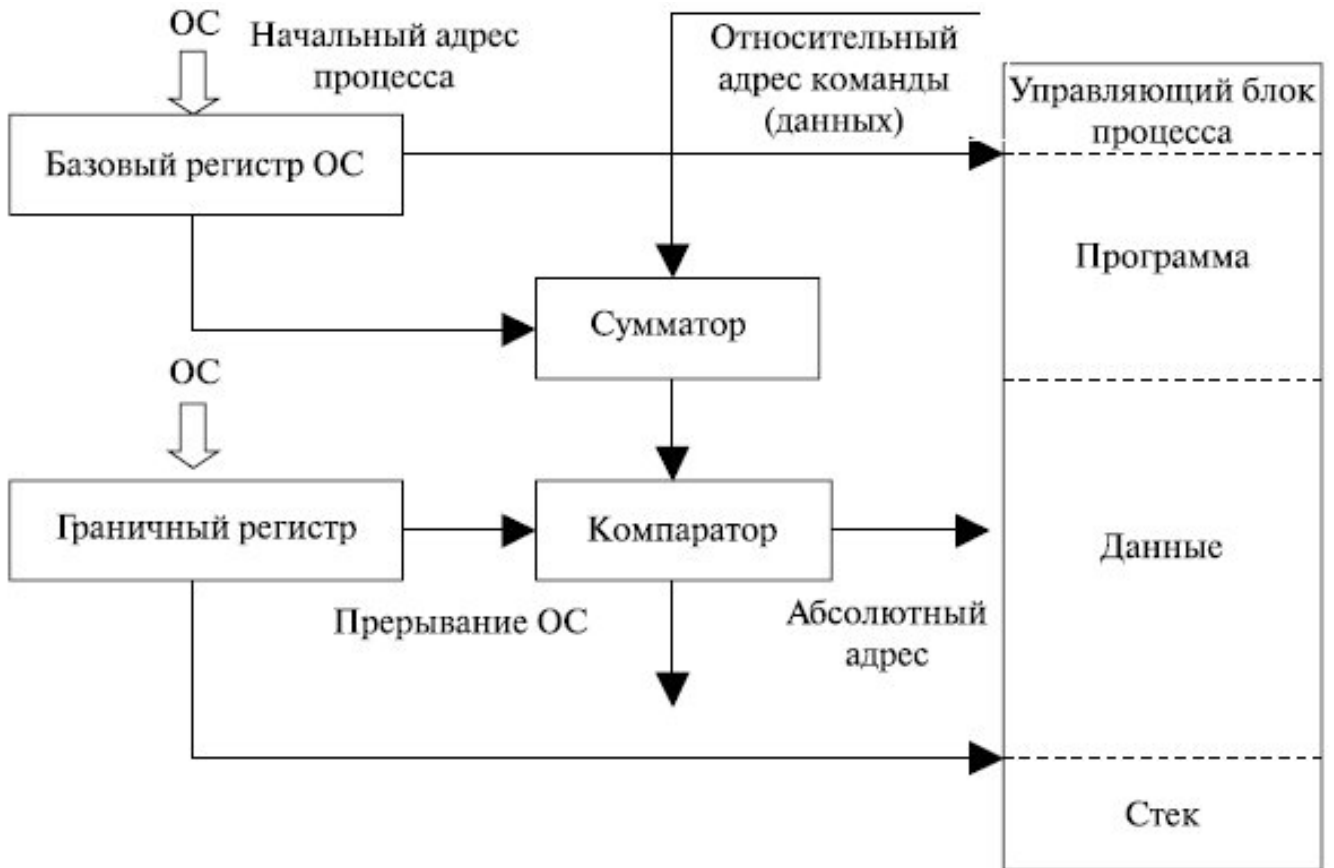 ОС
Начальный адрес
процесса
Относительный
адрес команды
(данных)
Управляющий блок
процесса
Базовый регистр ОС
Программа
Сумматор
ОС
Граничный регистр
Компаратор
Данные
Прерывание ОС
Абсолютный
адрес
Стек